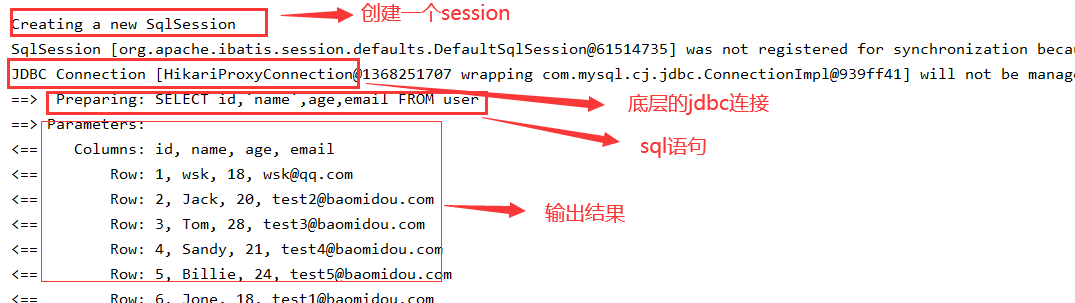 Creating a new SqlSession
创建一个session
SqlSession [org.apache.ibatis.session.defaults.DefaultSqlSession@61514735] was not registered for synchronization becau
JDBC Connection [HikariProxyConnection@1368251707 wrapping com.mysql.cj.jdbc.ConnectionImpl@939ff41] will not be manage
==>  Preparing: SELECT id,`name`,age,email FROM user
底层的jdbc连接
==> Parameters:
sql语句
<==    Columns: id, name, age, email
<==        Row: 1, wsk, 18, wsk@qq.com
<==        Row: 2, Jack, 20, test2@baomidou.com
输出结果
<==        Row: 3, Tom, 28, test3@baomidou.com
<==        Row: 4, Sandy, 21, test4@baomidou.com
<==        Row: 5, Billie, 24, test5@baomidou.com
<==        Row: 6, Jone, 18, test1@baomidou.com